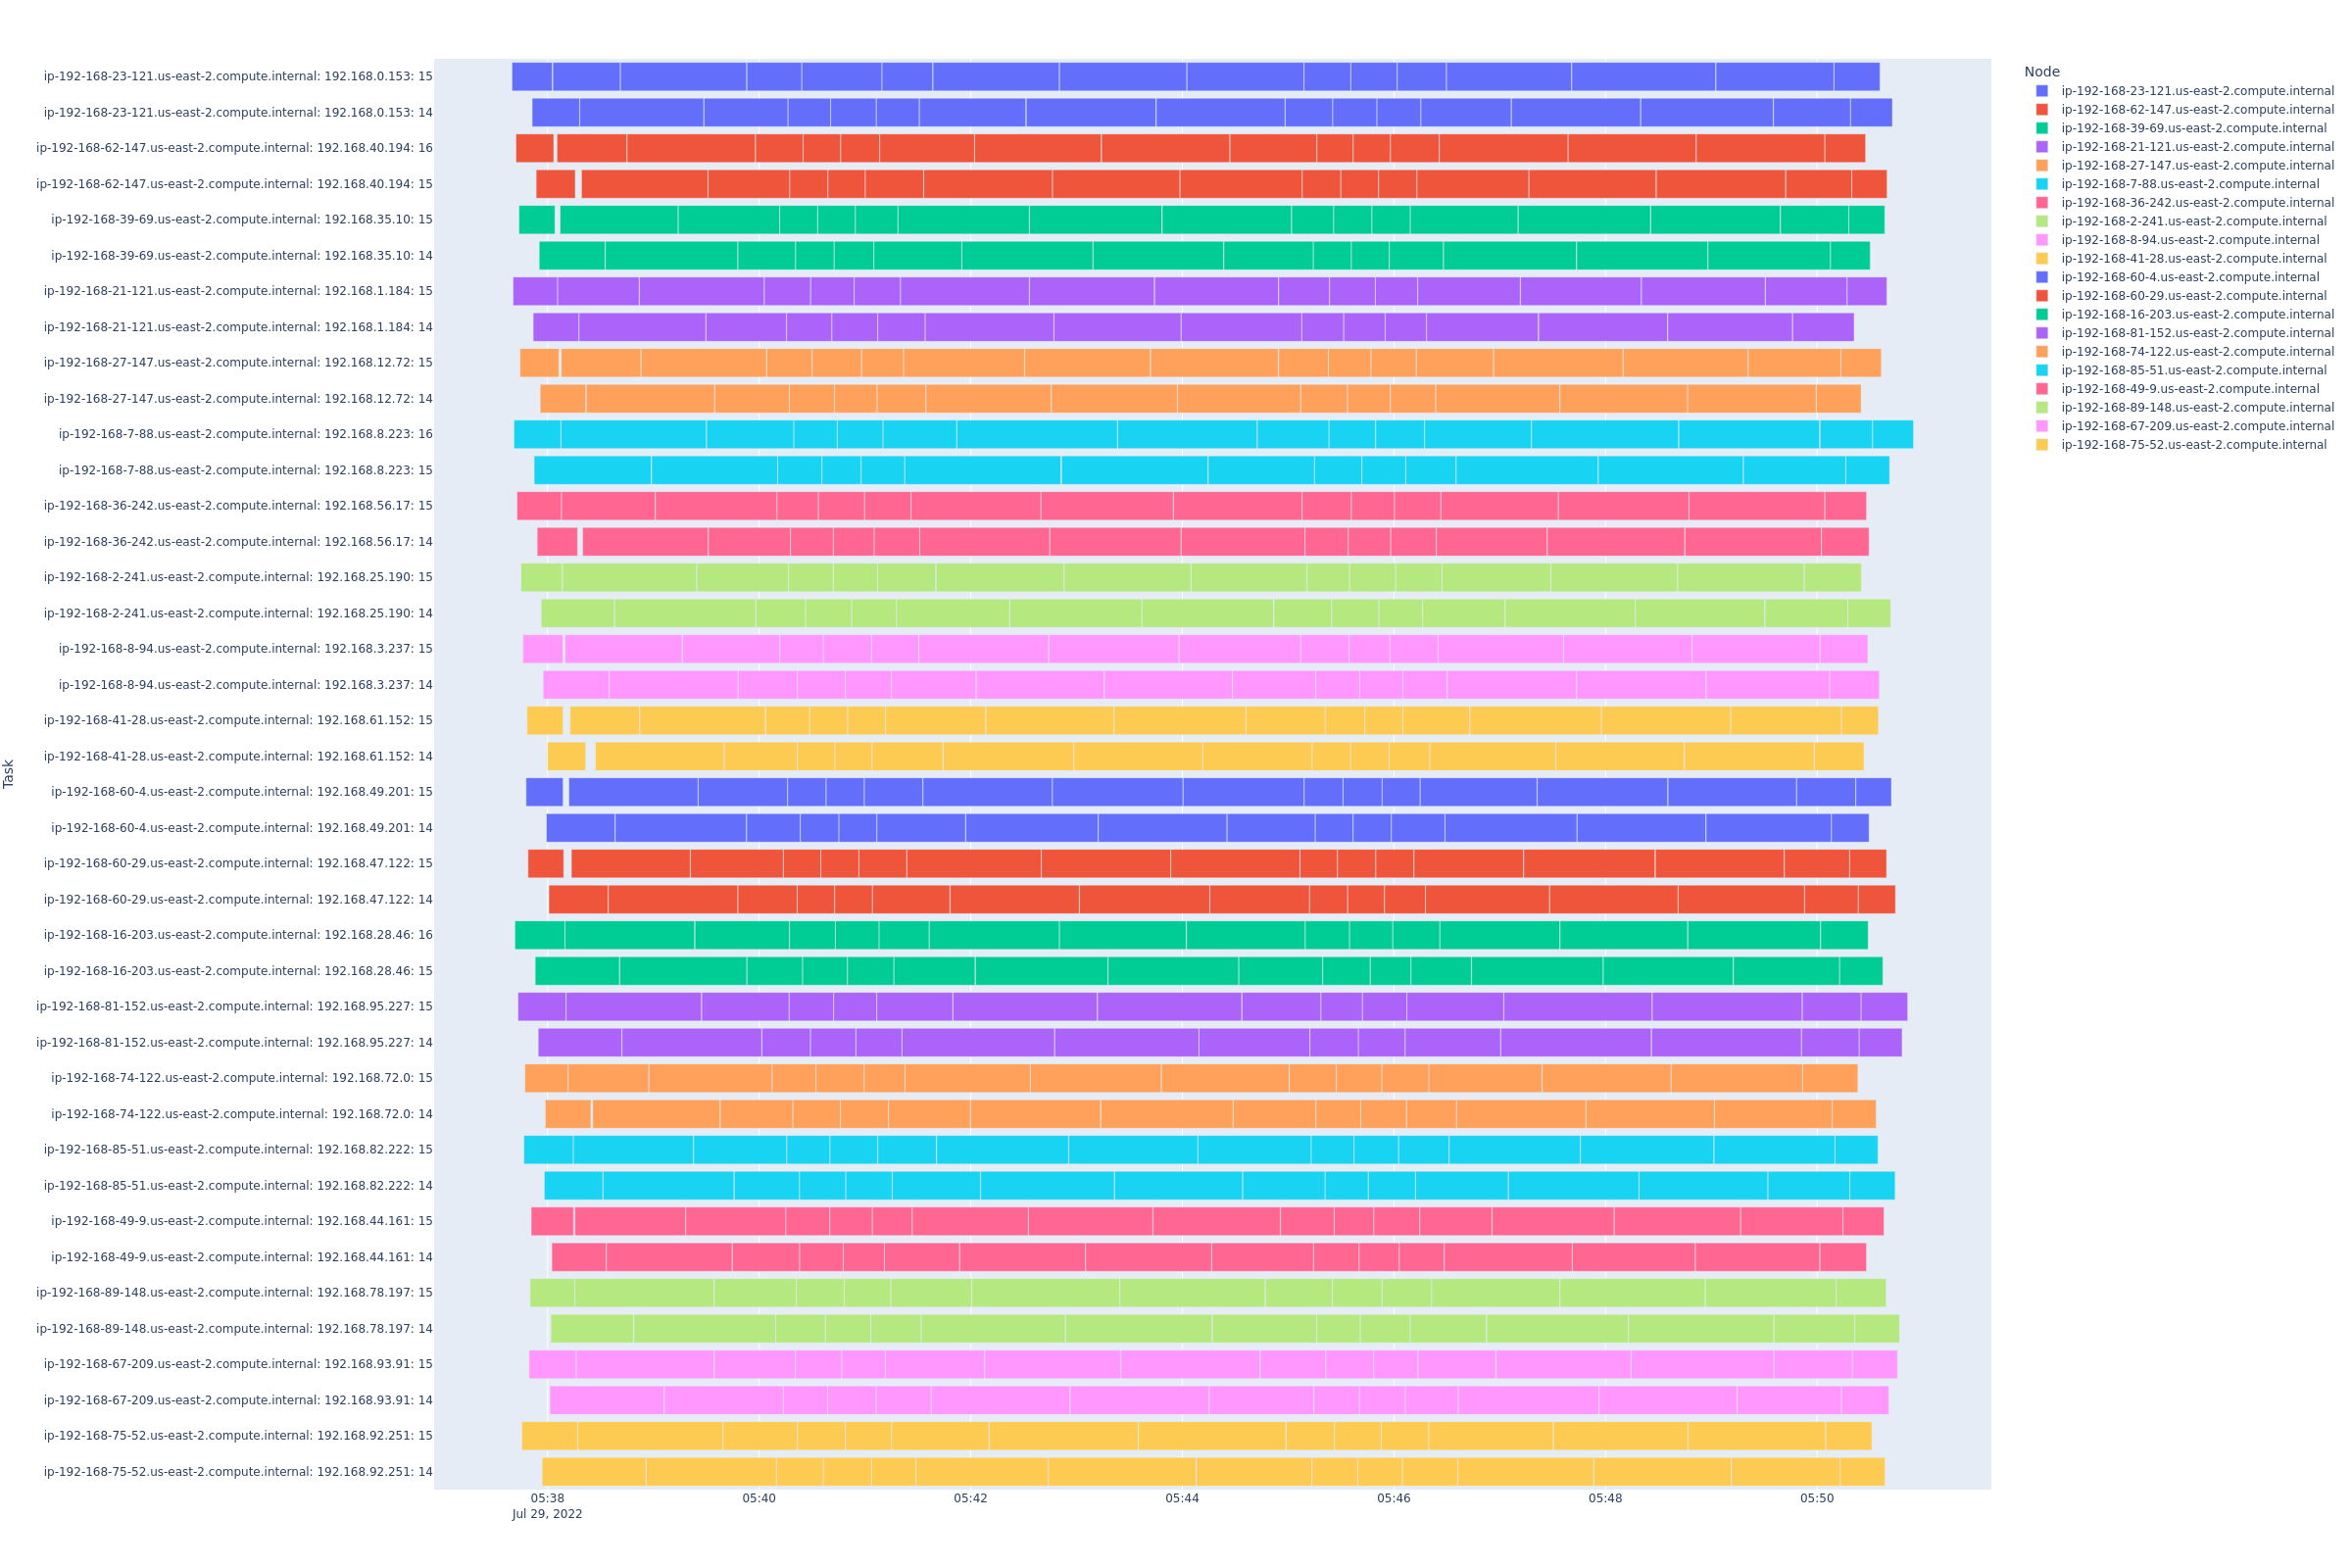 ip-192-168-23-121.us-east-2.compute.internal: 192.168.0.153: 15
ip-192-168-23-121.us-east-2.compute.internal: 192.168.0.153: 14
ip-192-168-62-147.us-east-2.compute.internal: 192.168.40.194: 16
ip-192-168-62-147.us-east-2.compute.internal: 192.168.40.194: 15
ip-192-168-39-69.us-east-2.compute.internal: 192.168.35.10: 15
ip-192-168-39-69.us-east-2.compute.internal: 192.168.35.10: 14
ip-192-168-21-121.us-east-2.compute.internal: 192.168.1.184: 15
ip-192-168-21-121.us-east-2.compute.internal: 192.168.1.184: 14
ip-192-168-27-147.us-east-2.compute.internal: 192.168.12.72: 15
ip-192-168-27-147.us-east-2.compute.internal: 192.168.12.72: 14
ip-192-168-7-88.us-east-2.compute.internal: 192.168.8.223: 16
ip-192-168-7-88.us-east-2.compute.internal: 192.168.8.223: 15
ip-192-168-36-242.us-east-2.compute.internal: 192.168.56.17: 15
ip-192-168-36-242.us-east-2.compute.internal: 192.168.56.17: 14
ip-192-168-2-241.us-east-2.compute.internal: 192.168.25.190: 15
ip-192-168-2-241.us-east-2.compute.internal: 192.168.25.190: 14
ip-192-168-8-94.us-east-2.compute.internal: 192.168.3.237: 15
ip-192-168-8-94.us-east-2.compute.internal: 192.168.3.237: 14
ip-192-168-41-28.us-east-2.compute.internal: 192.168.61.152: 15
ip-192-168-41-28.us-east-2.compute.internal: 192.168.61.152: 14
ip-192-168-60-4.us-east-2.compute.internal: 192.168.49.201: 15
ip-192-168-60-4.us-east-2.compute.internal: 192.168.49.201: 14
ip-192-168-60-29.us-east-2.compute.internal: 192.168.47.122: 15
ip-192-168-60-29.us-east-2.compute.internal: 192.168.47.122: 14
ip-192-168-16-203.us-east-2.compute.internal: 192.168.28.46: 16
ip-192-168-16-203.us-east-2.compute.internal: 192.168.28.46: 15
ip-192-168-81-152.us-east-2.compute.internal: 192.168.95.227: 15
ip-192-168-81-152.us-east-2.compute.internal: 192.168.95.227: 14
ip-192-168-74-122.us-east-2.compute.internal: 192.168.72.0: 15
ip-192-168-74-122.us-east-2.compute.internal: 192.168.72.0: 14
ip-192-168-85-51.us-east-2.compute.internal: 192.168.82.222: 15
ip-192-168-85-51.us-east-2.compute.internal: 192.168.82.222: 14
ip-192-168-49-9.us-east-2.compute.internal: 192.168.44.161: 15
ip-192-168-49-9.us-east-2.compute.internal: 192.168.44.161: 14
ip-192-168-89-148.us-east-2.compute.internal: 192.168.78.197: 15
ip-192-168-89-148.us-east-2.compute.internal: 192.168.78.197: 14
ip-192-168-67-209.us-east-2.compute.internal: 192.168.93.91: 15
ip-192-168-67-209.us-east-2.compute.internal: 192.168.93.91: 14
ip-192-168-75-52.us-east-2.compute.internal: 192.168.92.251: 15
ip-192-168-75-52.us-east-2.compute.internal: 192.168.92.251: 14
Task
05:38 05:40 05:42 05:44 05:46 05:48 05:50
Jul 29, 2022
Node
ip-192-168-23-121.us-east-2.compute.internal
ip-192-168-62-147.us-east-2.compute.internal
ip-192-168-39-69.us-east-2.compute.internal
ip-192-168-21-121.us-east-2.compute.internal
ip-192-168-27-147.us-east-2.compute.internal
ip-192-168-7-88.us-east-2.compute.internal
ip-192-168-36-242.us-east-2.compute.internal
ip-192-168-2-241.us-east-2.compute.internal
ip-192-168-8-94.us-east-2.compute.internal
ip-192-168-41-28.us-east-2.compute.internal
ip-192-168-60-4.us-east-2.compute.internal
ip-192-168-60-29.us-east-2.compute.internal
ip-192-168-16-203.us-east-2.compute.internal
ip-192-168-81-152.us-east-2.compute.internal
ip-192-168-74-122.us-east-2.compute.internal
ip-192-168-85-51.us-east-2.compute.internal
ip-192-168-49-9.us-east-2.compute.internal
ip-192-168-89-148.us-east-2.compute.internal
ip-192-168-67-209.us-east-2.compute.internal
ip-192-168-75-52.us-east-2.compute.internal